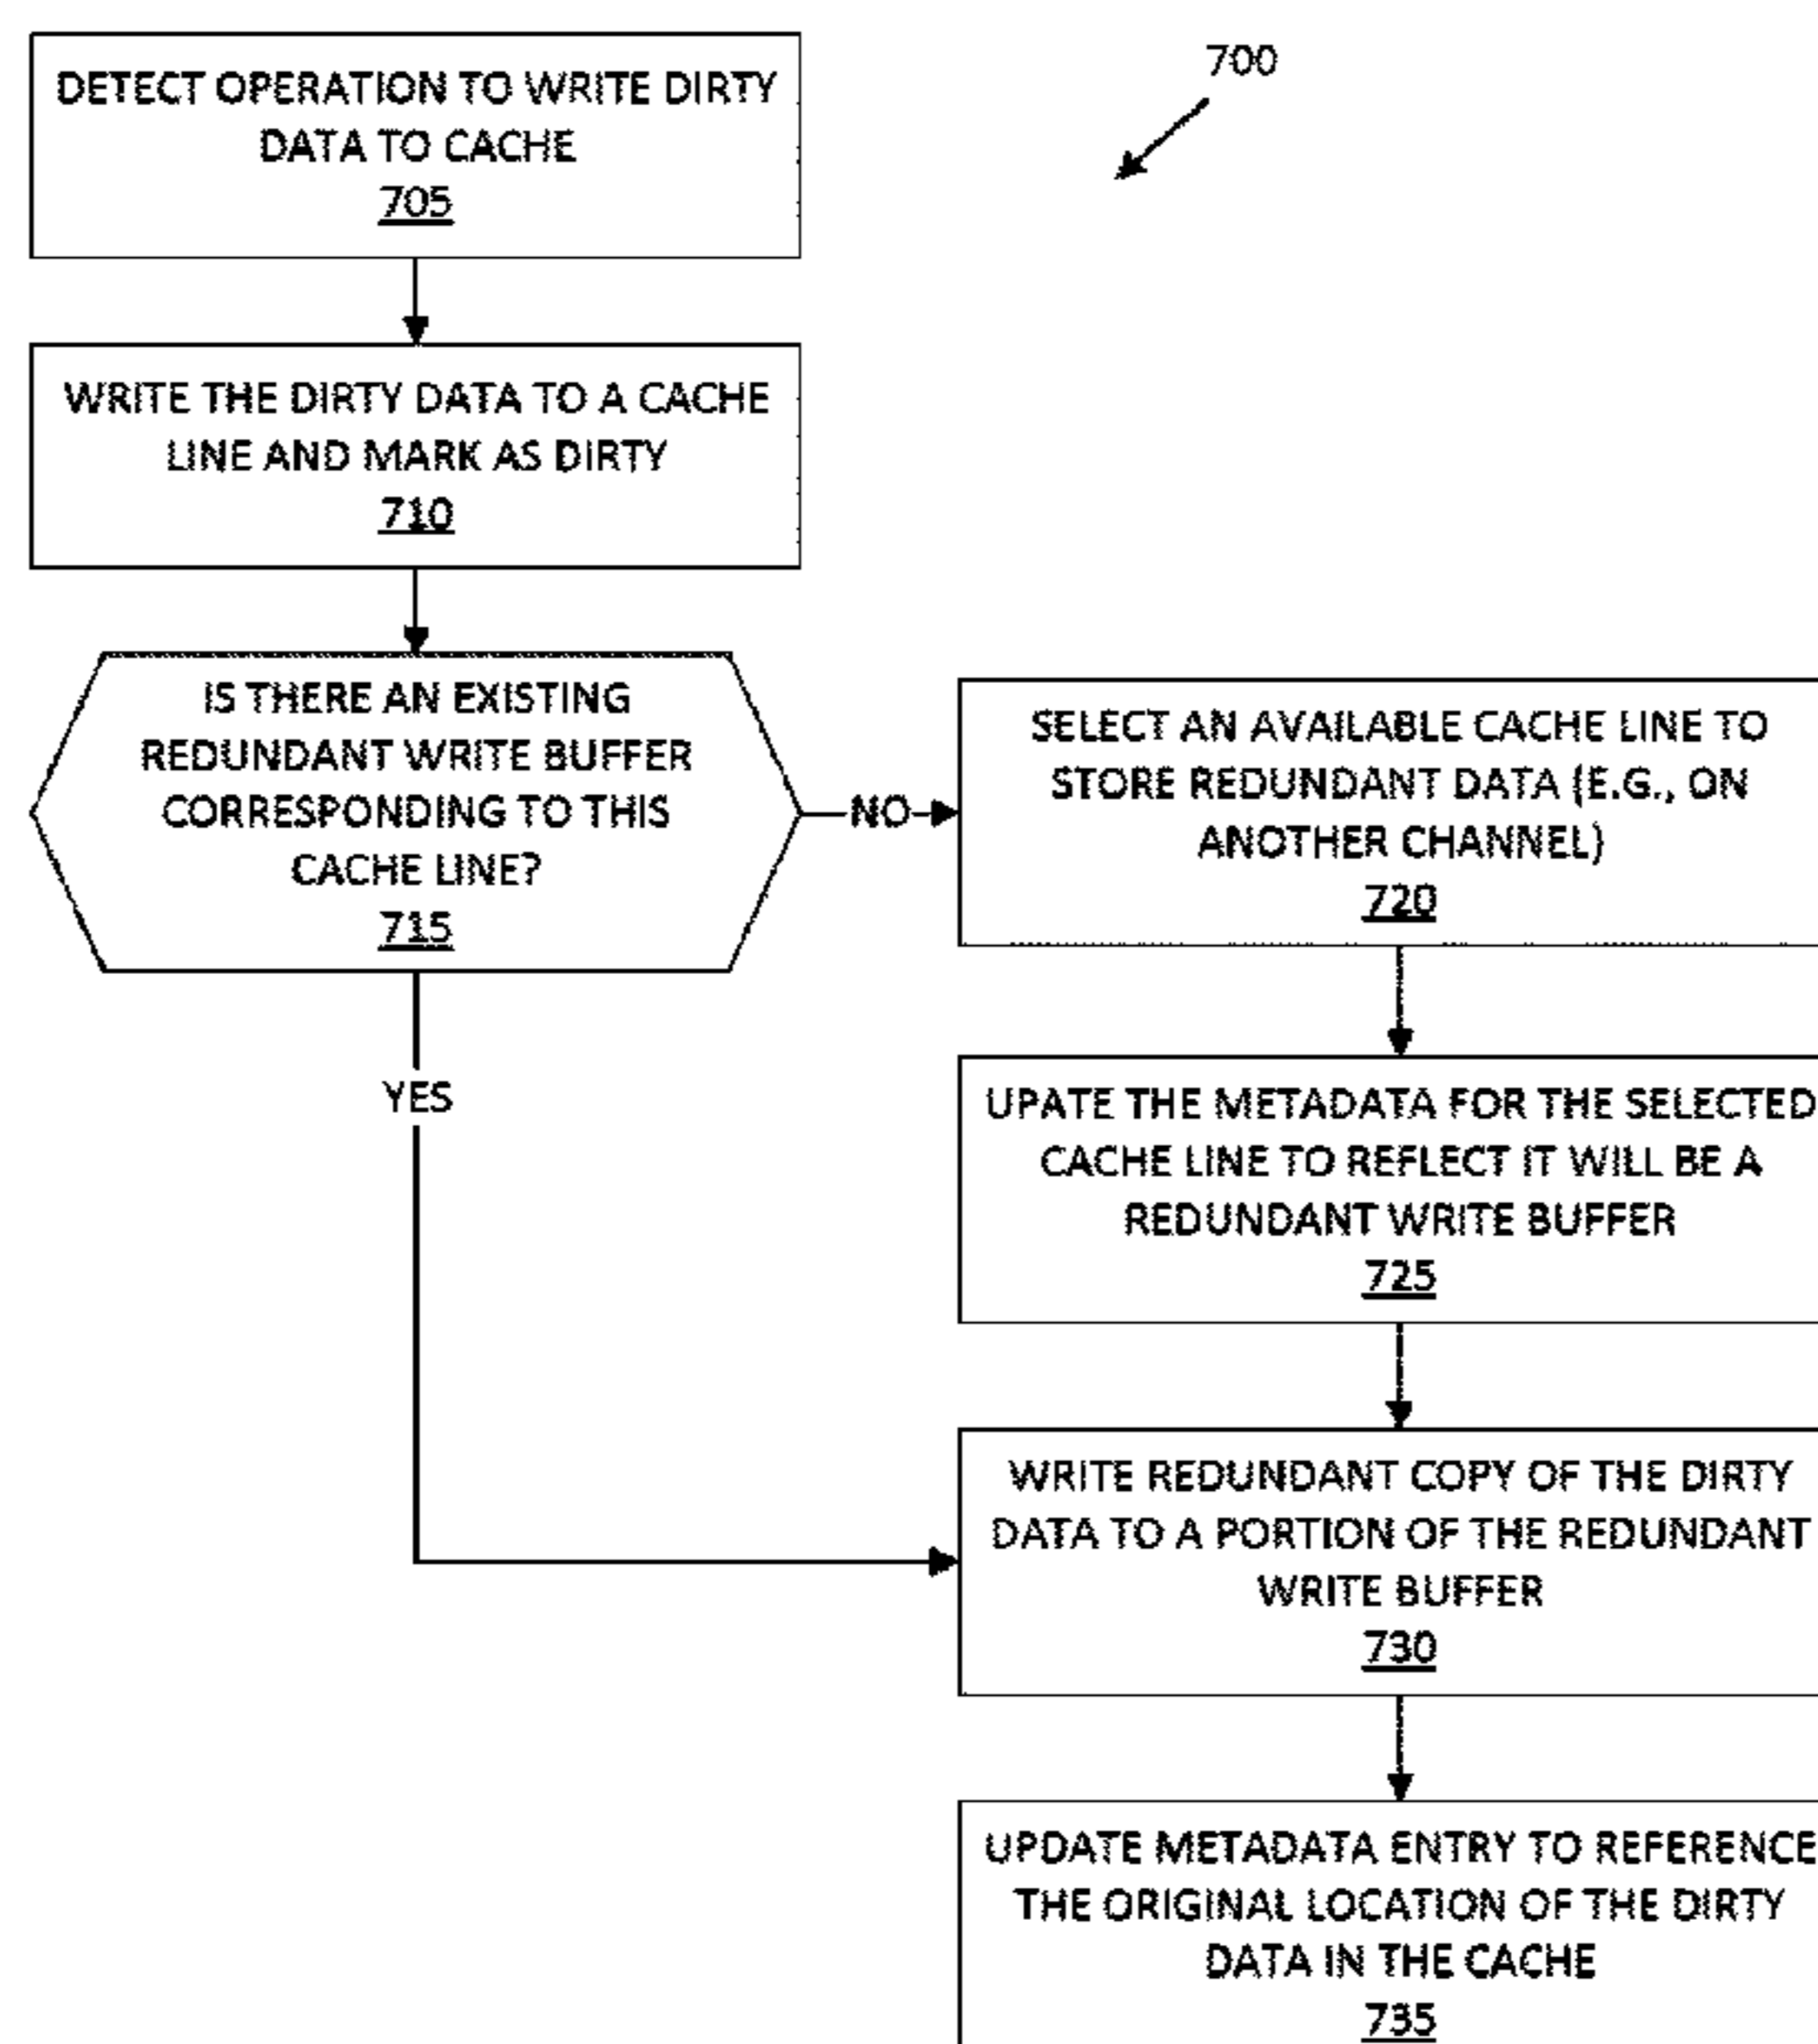 700
DETECT OPERATION TO WRITE DIRTY
DATA TO CACHE
705
WRITE THE DIRTY DATA TO A CACHE
LINE AND MARK AS DIRTY
710
IS THERE AN EXISTING
REDUNDANT WRITE BUFFER
CORRESPONDING TO THIS
CACHE LINE?
715
NO
YES
SELECT AN AVAILABLE CACHE LINE TO
STORE REDUNDANT DATA (E.G., ON
ANOTHER CHANNEL)
720
UPATE THE METADATA FOR THE SELECTED
CACHE LINE TO REFLECT IT WILL BE A
REDUNDANT WRITE BUFFER
725
WRITE REDUNDANT COPY OF THE DIRTY
DATA TO A PORTION OF THE REDUNDANT
WRITE BUFFER
730
UPDATE METADATA ENTRY TO REFERENCE
THE ORIGINAL LOCATION OF THE DIRTY
DATA IN THE CACHE
735